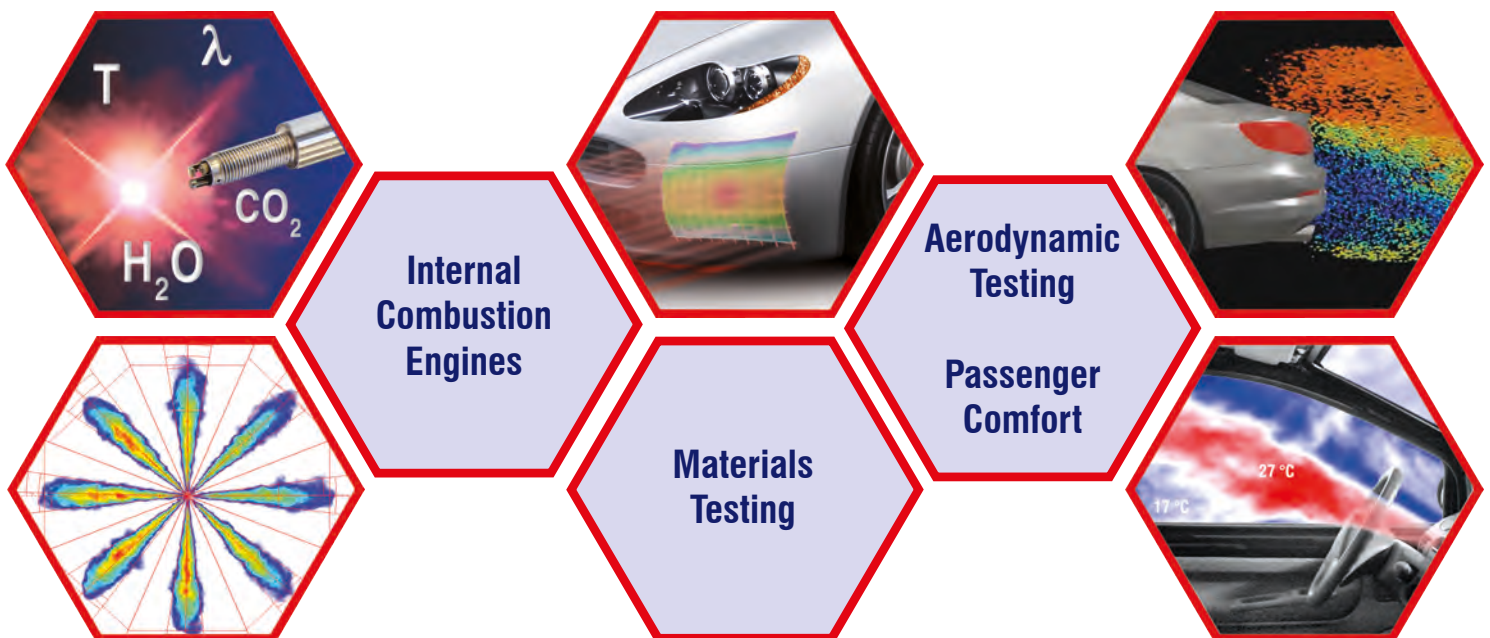 T
λ
CO₂
H₂O
Internal
Combustion
Engines
Materials
Testing
Aerodynamic
Testing
Passenger
Comfort
27 °C
17 °C